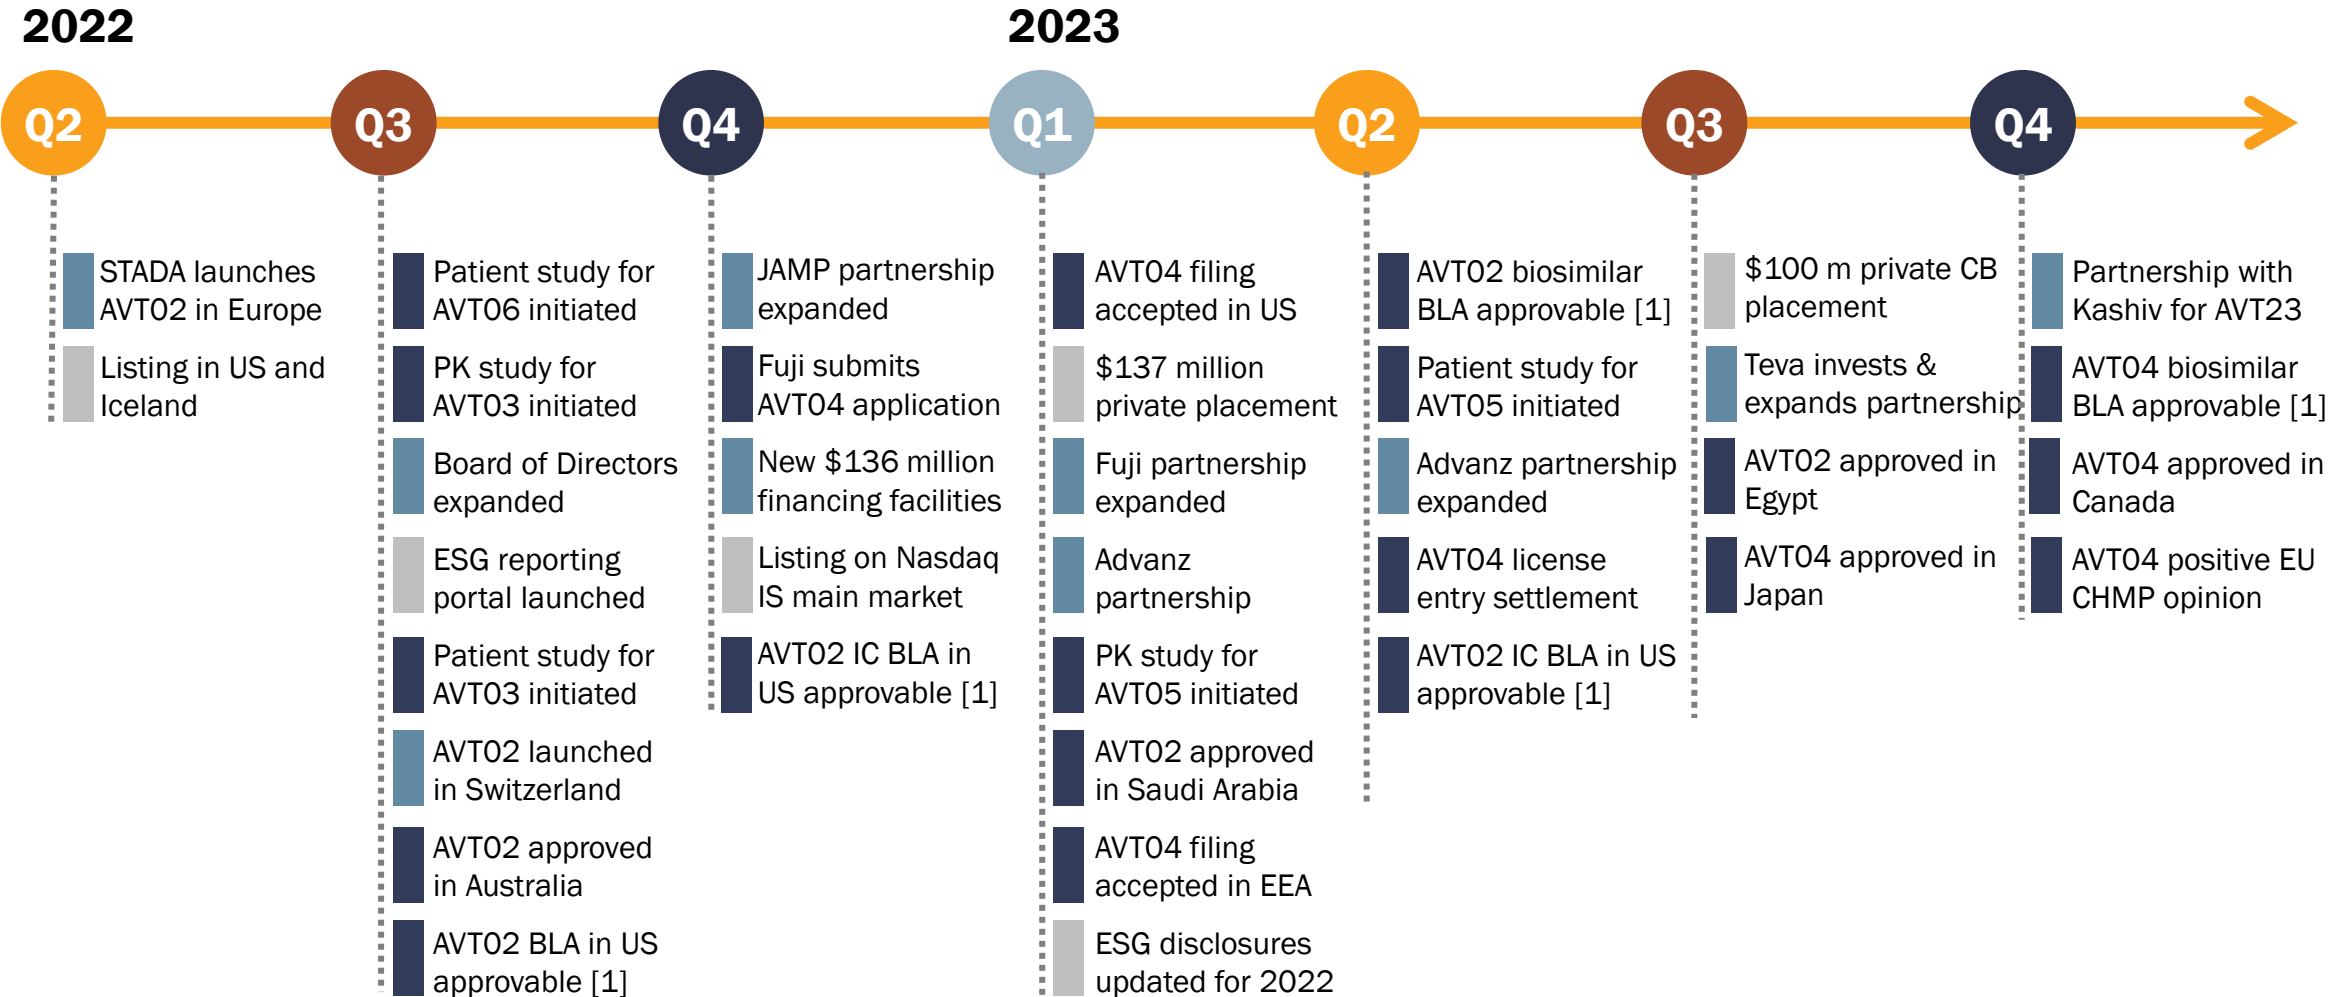 2022
2023
Q2
Q3
Q4
Q1
Q2
Q3
Q4
STADA launches
AVT02 in Europe
Listing in US and
Iceland
Patient study for
AVT06 initiated
PK study for
AVT03 initiated
Board of Directors
expanded
ESG reporting
portal launched
Patient study for
AVT03 initiated
AVT02 launched
in Switzerland
AVT02 approved
in Australia
AVT02 BLA in US
approvable [1]
JAMP partnership
expanded
Fuji submits
AVT04 application
New $136 million
financing facilities
Listing on Nasdaq
IS main market
AVT02 IC BLA in
US approvable [1]
AVT04 filing
accepted in US
$137 million
private placement
Fuji partnership
expanded
Advanz
partnership
PK study for
AVT05 initiated
AVT02 approved
in Saudi Arabia
AVT04 filing
accepted in EEA
ESG disclosures
updated for 2022
AVT02 biosimilar
BLA approvable [1]
Patient study for
AVT05 initiated
Advanz partnership
expanded
AVT04 license
entry settlement
AVT02 IC BLA in US
approvable [1]
$100 m private CB
placement
Teva invests &
expands partnership
AVT02 approved in
Egypt
AVT04 approved in
Japan
Partnership with
Kashiv for AVT23
AVT04 biosimilar
BLA approvable [1]
AVT04 approved in
Canada
AVT04 positive EU
CHMP opinion